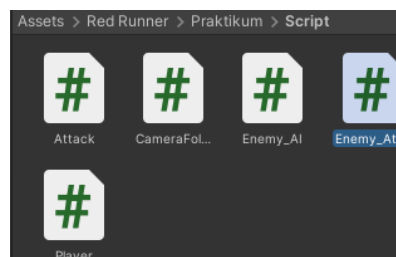 Assets > Red Runner > Praktikum > Script
Attack CameraFol... Enemy_AI Enemy_At
Player